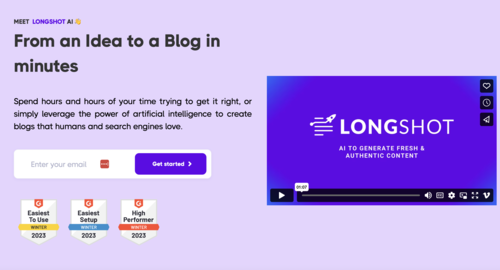 MEET LONGSHOT AI 👋
From an Idea to a Blog in
minutes
Spend hours and hours of your time trying to get it right, or
simply leverage the power of artificial intelligence to create
blogs that humans and search engines love.
Enter your email
Get started
LONGSHOT
AI TO GENERATE FRESH &
AUTHENTIC CONTENT
01:07
Easiest
To Use
WINTER
2023
Easiest
Setup
WINTER
2023
High
Performer
WINTER
2023